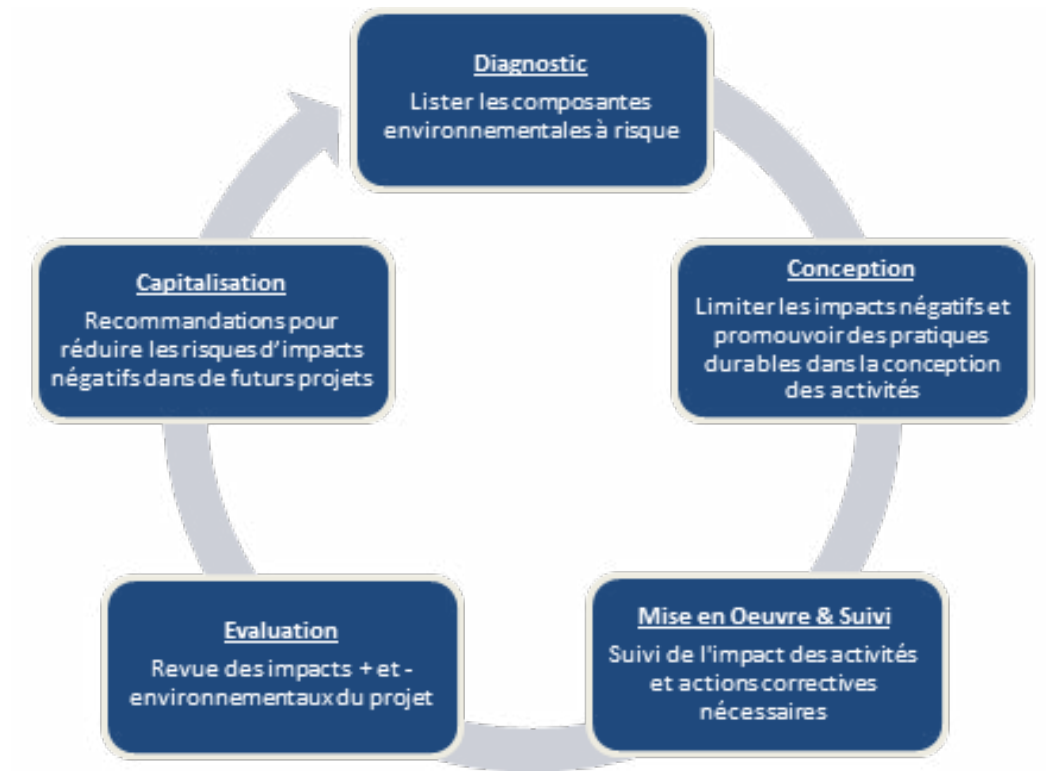 Diagnostic
Lister les composantes
environnementales à risque
Conception
Limiter les impacts négatifs et
promouvoir des pratiques
durables dans la conception
des activités
Mise en Oeuvre & Suivi
Suivi de l'impact des activités
et actions correctives
nécessaires
Evaluation
Revue des impacts + et -
environnementaux du projet
Capitalisation
Recommandations pour
réduire les risques d'impacts
négatifs dans de futurs projets